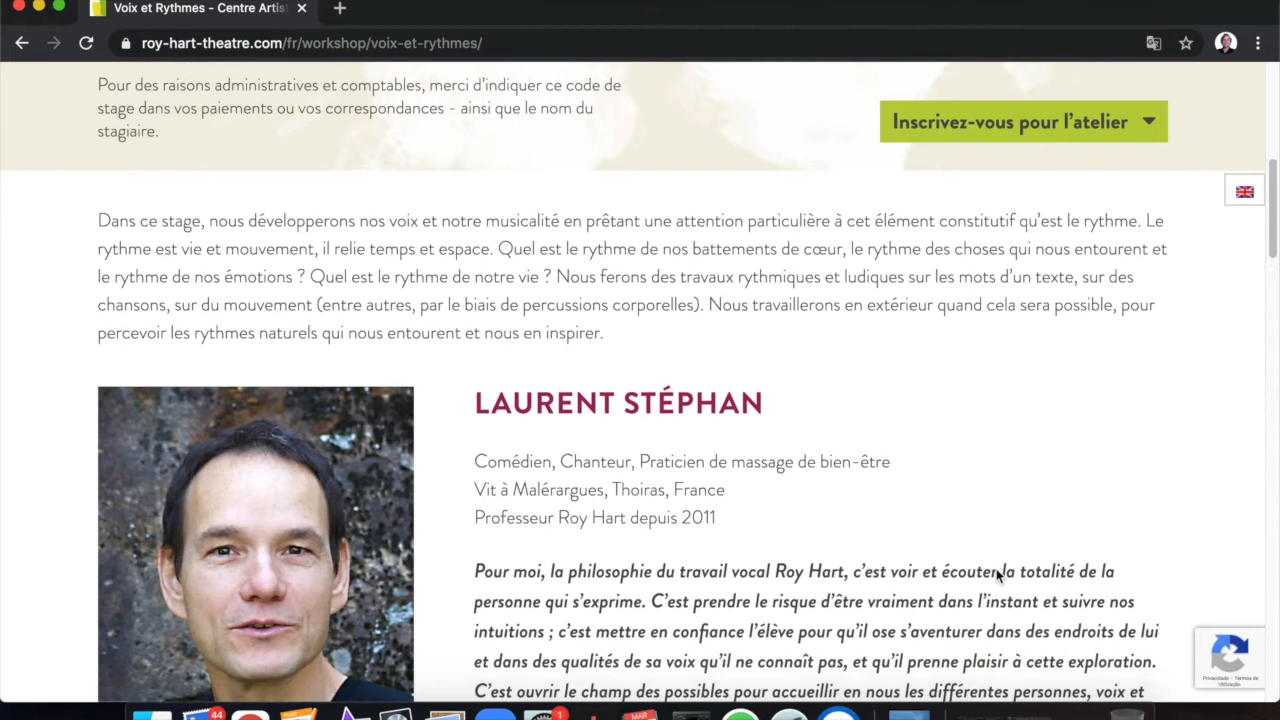 Voix et Rythmes – Centre Artis
roy-hart-theatre.com/fr/workshop/voix-et-rythmes/
Pour des raisons administratives et comptables, merci d’indiquer ce code de
stage dans vos paiements ou vos correspondances - ainsi que le nom du
stagiaire.
Inscrivez-vous pour l’atelier
Dans ce stage, nous développerons nos voix et notre musicalité en prêtant une attention particulière à cet élément constitutif qu’est le rythme. Le
rythme est vie et mouvement, il relie temps et espace. Quel est le rythme de nos battements de cœur, le rythme des choses qui nous entourent et
le rythme de nos émotions ? Quel est le rythme de notre vie ? Nous ferons des travaux rythmiques et ludiques sur les mots d’un texte, sur des
chansons, sur du mouvement (entre autres, par le biais de percussions corporelles). Nous travaillerons en extérieur quand cela sera possible, pour
percevoir les rythmes naturels qui nous entourent et nous en inspirer.
LAURENT STÉPHAN
Comédien, Chanteur, Praticien de massage de bien-être
Vit à Malérargues, Thoiras, France
Professeur Roy Hart depuis 2011
Pour moi, la philosophie du travail vocal Roy Hart, c’est voir et écouter la totalité de la
personne qui s’exprime. C’est prendre le risque d’être vraiment dans l’instant et suivre nos
intuitions ; c’est mettre en confiance l’élève pour qu’il ose s’aventurer dans des endroits de lui
et dans des qualités de sa voix qu’il ne connaît pas, et qu’il prenne plaisir à cette exploration.
C’est ouvrir le champ des possibles pour accueillir en nous les différentes personnes, voix et
Privacidade - Termos de
Utilização
44
1
MAR